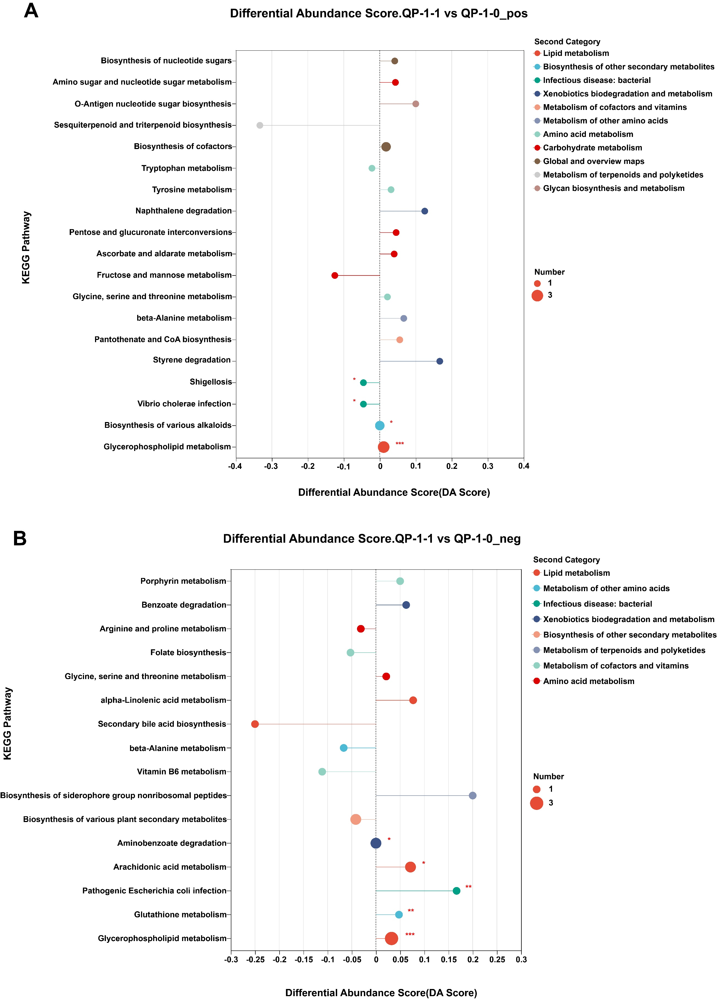 A
Differential Abundance Score.QP-1-1 vs QP-1-0_pos
Second Category
Lipid metabolism
Biosynthesis of other secondary metabolites
Infectious disease: bacterial
Xenobiotics biodegradation and metabolism
Metabolism of cofactors and vitamins
Metabolism of other amino acids
Amino acid metabolism
Carbohydrate metabolism
Global and overview maps
Metabolism of terpenoids and polyketides
Glycan biosynthesis and metabolism
Number
1
3
KEGG Pathway
Biosynthesis of nucleotide sugars
Amino sugar and nucleotide sugar metabolism
O-Antigen nucleotide sugar biosynthesis
Sesquiterpenoid and triterpenoid biosynthesis
Biosynthesis of cofactors
Tryptophan metabolism
Tyrosine metabolism
Naphthalene degradation
Pentose and glucuronate interconversions
Ascorbate and aldarate metabolism
Fructose and mannose metabolism
Glycine, serine and threonine metabolism
beta-Alanine metabolism
Pantothenate and CoA biosynthesis
Styrene degradation
Shigellosis *
Vibrio cholerae infection *
Biosynthesis of various alkaloids *
Glycerophospholipid metabolism ***
-0.4 -0.3 -0.2 -0.1 0 0.1 0.2 0.3 0.4
Differential Abundance Score(DA Score)
B
Differential Abundance Score.QP-1-1 vs QP-1-0_neg
Second Category
Lipid metabolism
Metabolism of other amino acids
Infectious disease: bacterial
Xenobiotics biodegradation and metabolism
Biosynthesis of other secondary metabolites
Metabolism of terpenoids and polyketides
Metabolism of cofactors and vitamins
Amino acid metabolism
Number
1
3
KEGG Pathway
Porphyrin metabolism
Benzoate degradation
Arginine and proline metabolism
Folate biosynthesis
Glycine, serine and threonine metabolism
alpha-Linolenic acid metabolism
Secondary bile acid biosynthesis
beta-Alanine metabolism
Vitamin B6 metabolism
Biosynthesis of siderophore group nonribosomal peptides
Biosynthesis of various plant secondary metabolites
Aminobenzoate degradation *
Arachidonic acid metabolism *
Pathogenic Escherichia coli infection **
Glutathione metabolism **
Glycerophospholipid metabolism ***
-0.3 -0.25 -0.2 -0.15 -0.1 -0.05 0 0.05 0.1 0.15 0.2 0.25 0.3
Differential Abundance Score(DA Score)